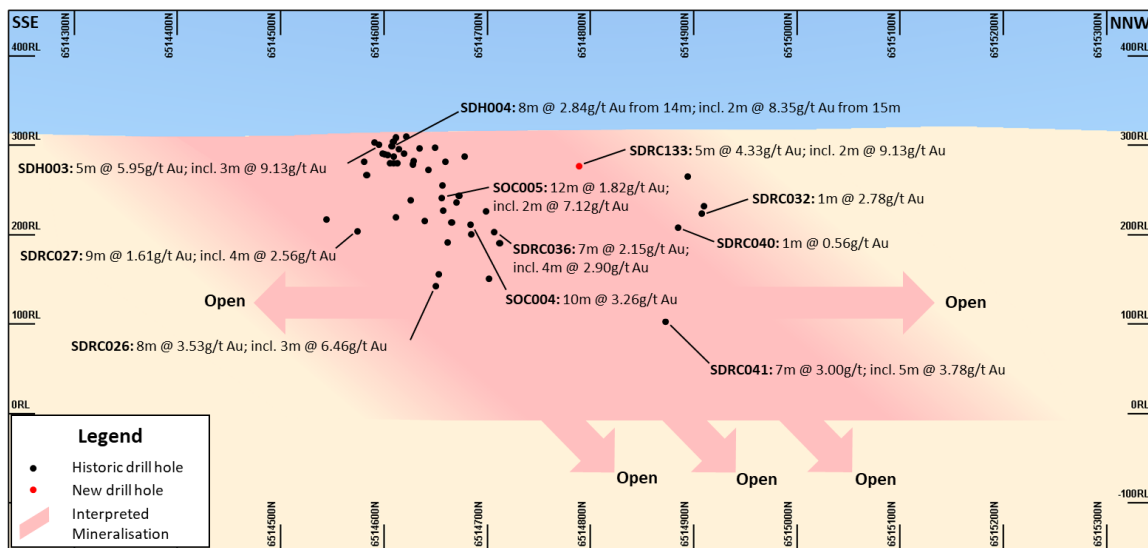 SSE
NNW
6514300N
6514400N
6514500N
6514600N
6514700N
6514800N
6514900N
6515000N
6515100N
6515200N
6515300N
400RL
400RL
SDH004: 8m @ 2.84g/t Au from 14m; incl. 2m @ 8.35g/t Au from 15m
300RL
300RL
SDH003: 5m @ 5.95g/t Au; incl. 3m @ 9.13g/t Au
SDRC133: 5m @ 4.33g/t Au; incl. 2m @ 9.13g/t Au
SOC005: 12m @ 1.82g/t Au;
incl. 2m @ 7.12g/t Au
SDRC032: 1m @ 2.78g/t Au
200RL
200RL
SDRC027: 9m @ 1.61g/t Au; incl. 4m @ 2.56g/t Au
SDRC036: 7m @ 2.15g/t Au;
incl. 4m @ 2.90g/t Au
SDRC040: 1m @ 0.56g/t Au
SOC004: 10m @ 3.26g/t Au
Open
Open
100RL
100RL
SDRC026: 8m @ 3.53g/t Au; incl. 3m @ 6.46g/t Au
SDRC041: 7m @ 3.00g/t; incl. 5m @ 3.78g/t Au
0RL
0RL
Open
Open
Open
Legend
Historic drill hole
New drill hole
Interpreted
Mineralisation
-100RL
6514500N
6514600N
6514700N
6514800N
6514900N
6515000N
6515100N
6515200N
6515300N